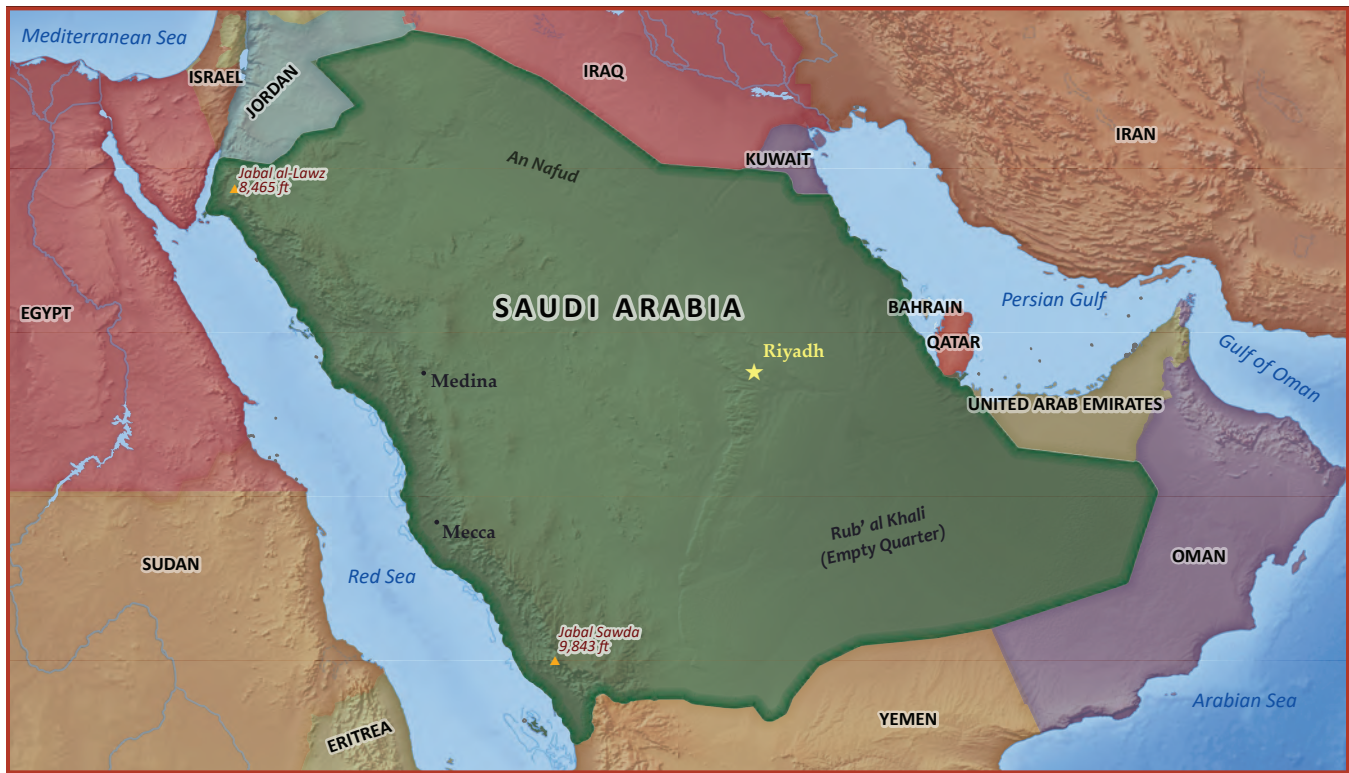 Mediterranean Sea
ISRAEL
JORDAN
IRAQ
IRAN
KUWAIT
An Nafud
Jabal al-Lawz
8,465 ft
EGYPT
SAUDI ARABIA
BAHRAIN
Persian Gulf
QATAR
Gulf of Oman
Riyadh
Medina
UNITED ARAB EMIRATES
Rub' al Khali
(Empty Quarter)
Mecca
SUDAN
Red Sea
OMAN
Jabal Sawda
9,843 ft
Arabian Sea
YEMEN
ERITREA